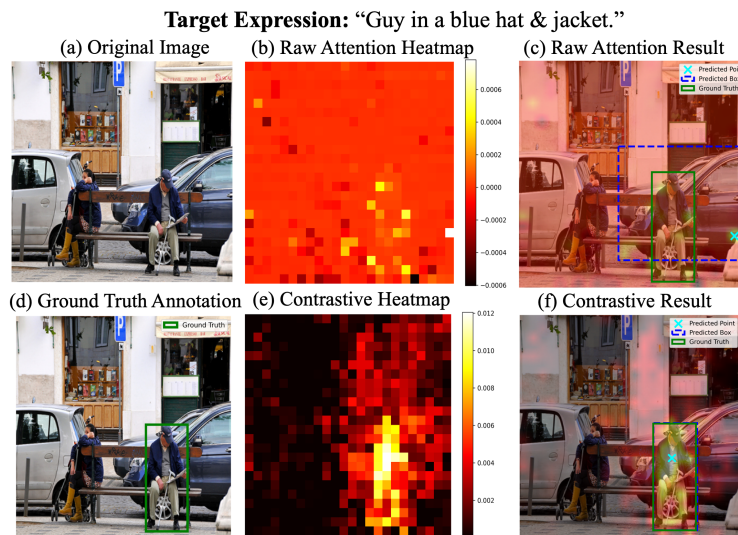 Target Expression: “Guy in a blue hat & jacket.”
(a) Original Image
(b) Raw Attention Heatmap
(c) Raw Attention Result
P
0.0006
0.0004
0.0002
0.0000
−0.0002
−0.0004
−0.0006
Predicted Point
Predicted Box
Ground Truth
(d) Ground Truth Annotation
(e) Contrastive Heatmap
(f) Contrastive Result
P
Ground Truth
0.012
0.010
0.008
0.006
0.004
0.002
Predicted Point
Predicted Box
Ground Truth